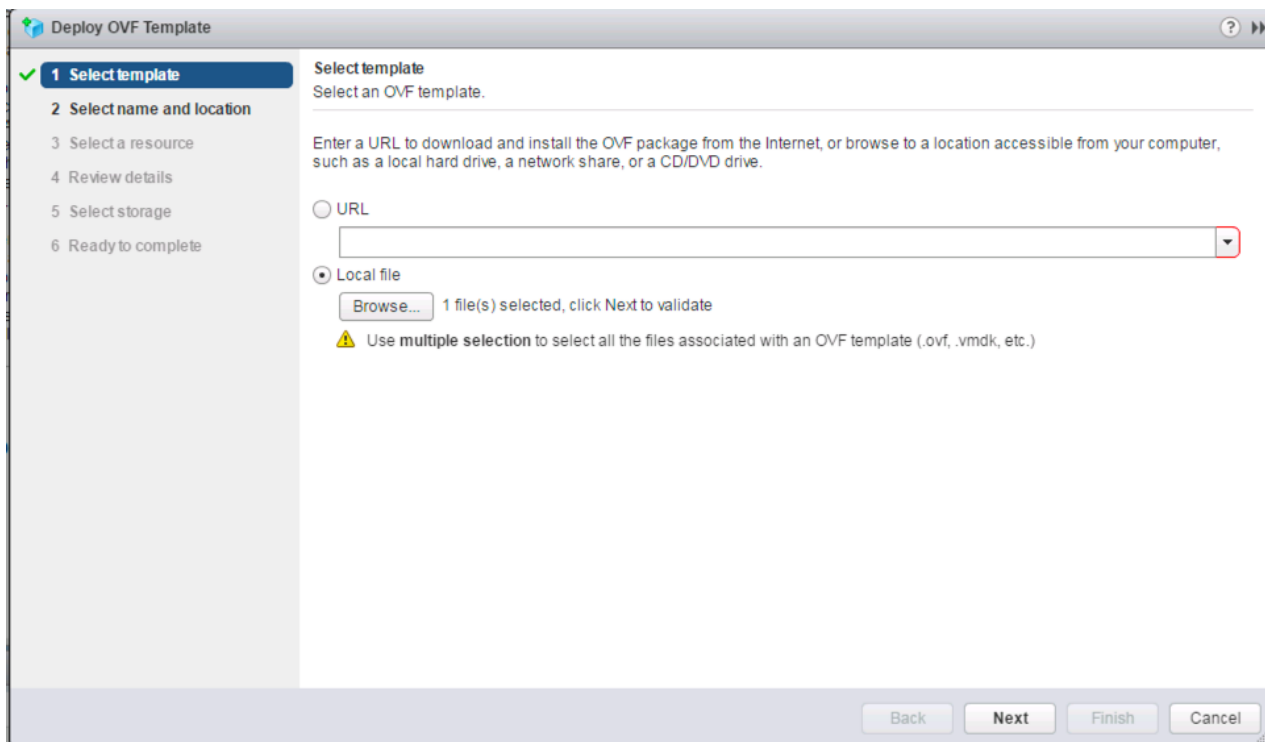 Deploy OVF Template
?
1 Select template
2 Select name and location
3 Select a resource
4 Review details
5 Select storage
6 Ready to complete
Select template
Select an OVF template.
Enter a URL to download and install the OVF package from the Internet, or browse to a location accessible from your computer,
such as a local hard drive, a network share, or a CD/DVD drive.
URL
Local file
Browse... 1 file(s) selected, click Next to validate
Use multiple selection to select all the files associated with an OVF template (.ovf, .vmdk, etc.)
Back Next Finish Cancel